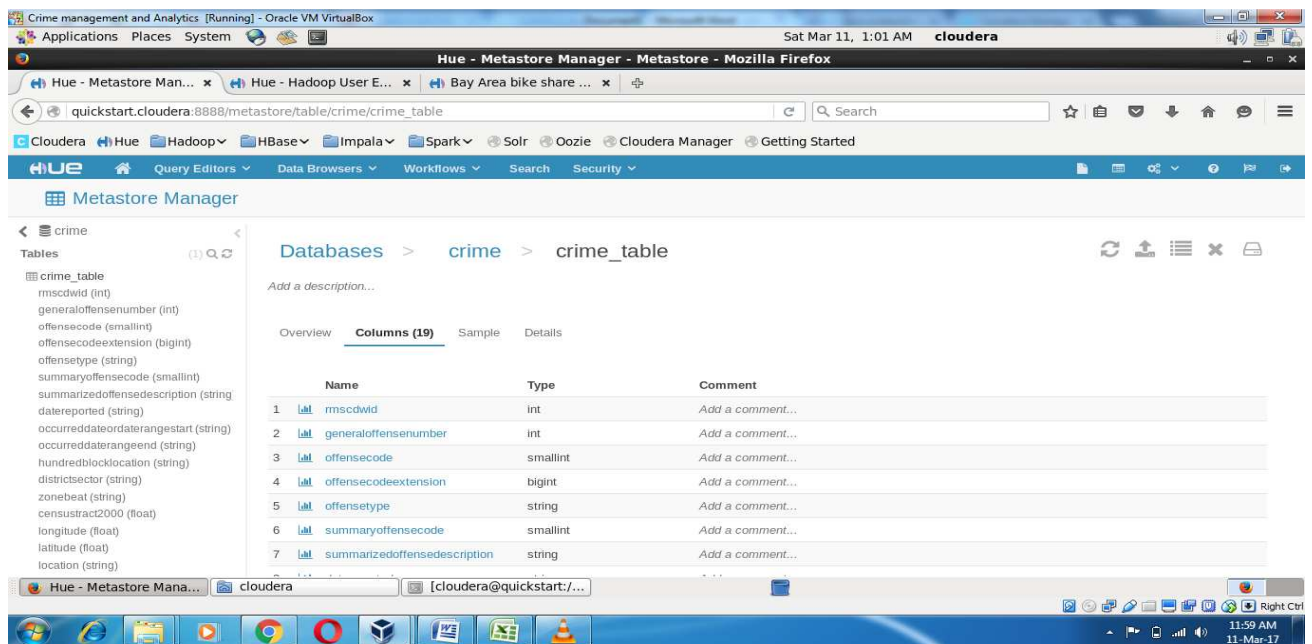 Crime management and Analytics [Running] - Oracle VM VirtualBox
Applications Places System Sat Mar 11, 1:01 AM cloudera
Hue - Metastore Manager - Metastore - Mozilla Firefox
Hue - Metastore Man... x Hue - Hadoop User E... x Bay Area bike share ... x
quickstart.cloudera:8888/metastore/table/crime/crime_table Search
Cloudera Hue Hadoop HBase Impala Spark Solr Oozie Cloudera Manager Getting Started
HUE Query Editors Data Browsers Workflows Search Security
Metastore Manager
crime
Tables (1)
crime_table
rmscdwid (int)
generaloffensenumber (int)
offensecode (smallint)
offensecodeextension (bigint)
offensetype (string)
summaryoffensecode (smallint)
summarizedoffensedescription (string
datereported (string)
occurreddateordaterangestart (string)
occurreddaterangeend (string)
hundredblocklocation (string)
districtsector (string)
zonebeat (string)
censustract2000 (float)
longitude (float)
latitude (float)
location (string)
Databases > crime > crime_table
Add a description...
Overview Columns (19) Sample Details
Name Type Comment
1 rmscdwid int Add a comment...
2 generaloffensenumber int Add a comment...
3 offensecode smallint Add a comment...
4 offensecodeextension bigint Add a comment...
5 offensetype string Add a comment...
6 summaryoffensecode smallint Add a comment...
7 summarizedoffensedescription string Add a comment...
Hue - Metastore Mana... cloudera [cloudera@quickstart:/...
Right Ctrl
11:59 AM
11-Mar-17